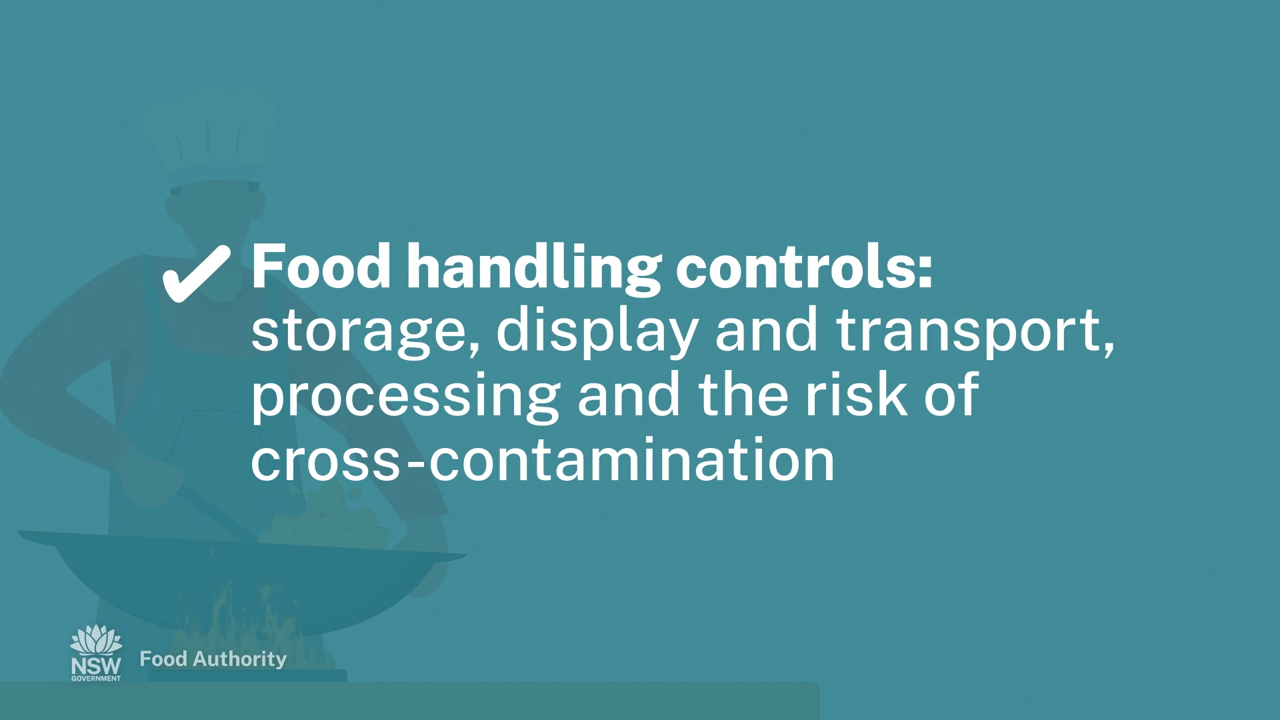 Food handling controls:
storage, display and transport,
processing and the risk of
cross-contamination
NSW
GOVERNMENT
Food Authority